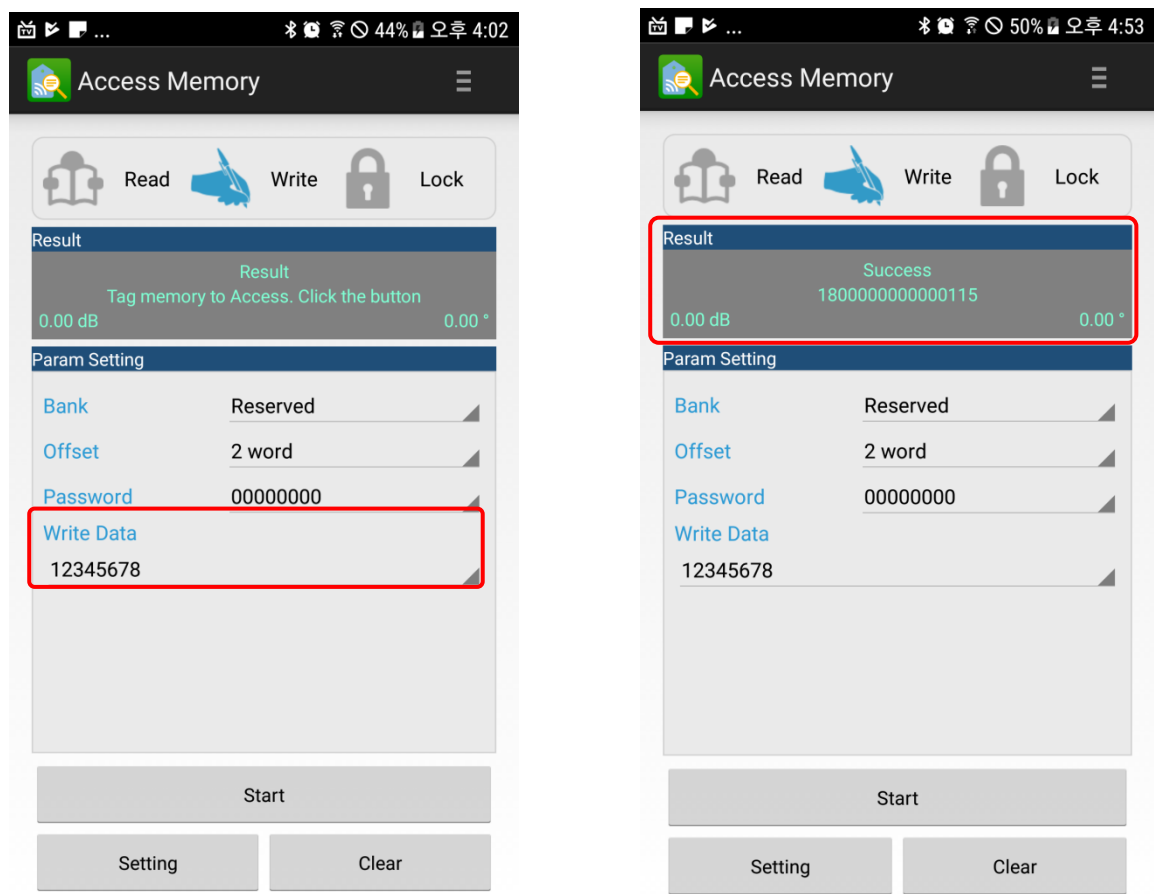 TV ... 44% 오후 4:02
Access Memory
Read Write Lock
Result
Result
Tag memory to Access. Click the button
0.00 dB 0.00 °
Param Setting
Bank Reserved
Offset 2 word
Password 00000000
Write Data
12345678
Start
Setting Clear
TV ... 50% 오후 4:53
Access Memory
Read Write Lock
Result
Success
1800000000000115
0.00 dB 0.00 °
Param Setting
Bank Reserved
Offset 2 word
Password 00000000
Write Data
12345678
Start
Setting Clear